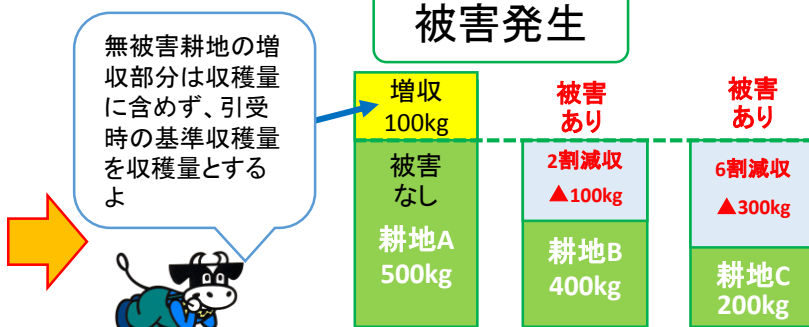 被害発生
無被害耕地の増
収部分は収穫量
に含めず、引受
時の基準収穫量
を収穫量とする
よ
増収
100kg
被害
なし
耕地A
500kg
被害
あり
2割減収
▲100kg
耕地B
400kg
被害
あり
6割減収
▲300kg
耕地C
200kg